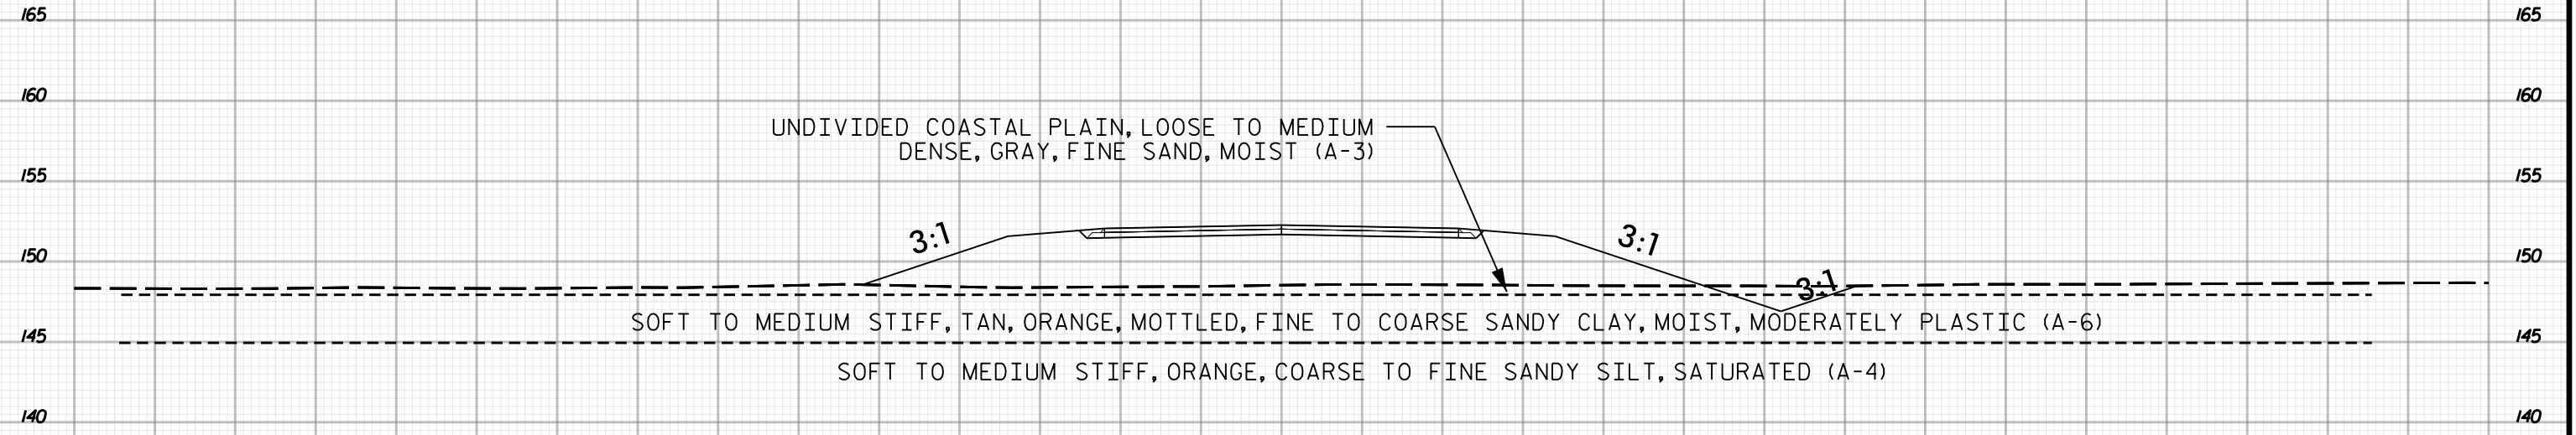 165 165
160 160
UNDIVIDED COASTAL PLAIN, LOOSE TO MEDIUM
DENSE, GRAY, FINE SAND, MOIST (A-3)
155 155
3:1 3:1
150 150
3:1
SOFT TO MEDIUM STIFF, TAN, ORANGE, MOTTLED, FINE TO COARSE SANDY CLAY, MOIST, MODERATELY PLASTIC (A-6)
145 145
SOFT TO MEDIUM STIFF, ORANGE, COARSE TO FINE SANDY SILT, SATURATED (A-4)
140 140